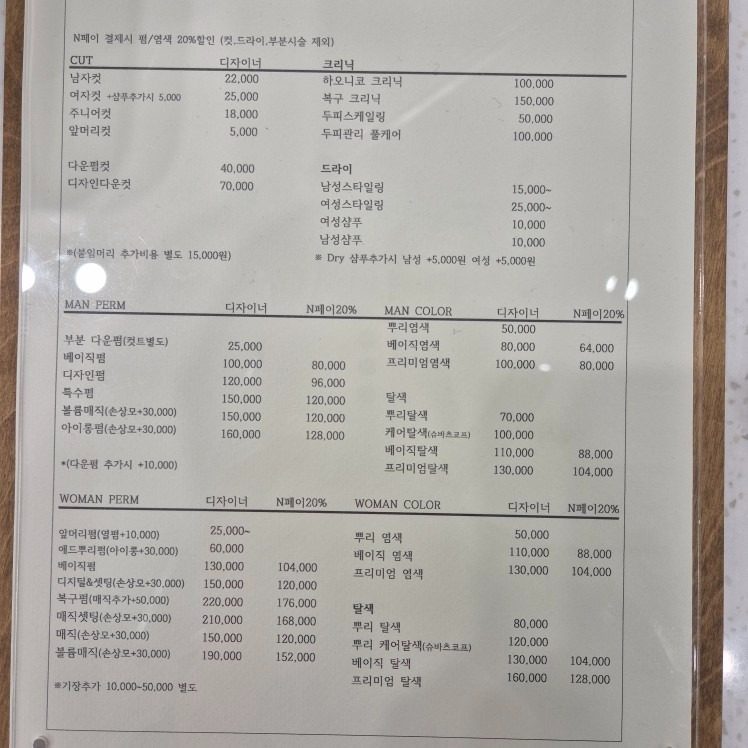 N페이 결제시 펌/염색 20%할인 (컷,드라이,부분시술 제외)
CUT 디자이너
남자컷 22,000
여자컷 +샴푸추가시 5,000 25,000
주니어컷 18,000
앞머리컷 5,000
다운펌컷 40,000
디자인다운컷 70,000
※(붙임머리 추가비용 별도 15,000원)
크리닉
하오니코 크리닉 100,000
복구 크리닉 150,000
두피스케일링 50,000
두피관리 풀케어 100,000
드라이
남성스타일링 15,000~
여성스타일링 25,000~
여성샴푸 10,000
남성샴푸 10,000
※ Dry 샴푸추가시 남성 +5,000원 여성 +5,000원
MAN PERM 디자이너 N페이20%
부분 다운펌(컷트별도) 25,000
베이직펌 100,000 80,000
디자인펌 120,000 96,000
특수펌 150,000 120,000
볼륨매직(손상모+30,000) 150,000 120,000
아이롱펌(손상모+30,000) 160,000 128,000
*(다운펌 추가시 +10,000)
MAN COLOR 디자이너 N페이20%
뿌리염색 50,000
베이직염색 80,000 64,000
프리미엄염색 100,000 80,000
탈색
뿌리탈색 70,000
케어탈색(슈바츠코프) 100,000
베이직탈색 110,000 88,000
프리미엄탈색 130,000 104,000
WOMAN PERM 디자이너 N페이20%
앞머리펌(열펌+10,000) 25,000~
애드뿌리펌(아이롱+30,000) 60,000
베이직펌 130,000 104,000
디지털&셋팅(손상모+30,000) 150,000 120,000
복구펌(매직추가+50,000) 220,000 176,000
매직셋팅(손상모+30,000) 210,000 168,000
매직(손상모+30,000) 150,000 120,000
볼륨매직(손상모+30,000) 190,000 152,000
※기장추가 10,000~50,000 별도
WOMAN COLOR 디자이너 N페이20%
뿌리 염색 50,000
베이직 염색 110,000 88,000
프리미엄 염색 130,000 104,000
탈색
뿌리 탈색 80,000
뿌리 케어탈색(슈바츠코프) 120,000
베이직 탈색 130,000 104,000
프리미엄 탈색 160,000 128,000